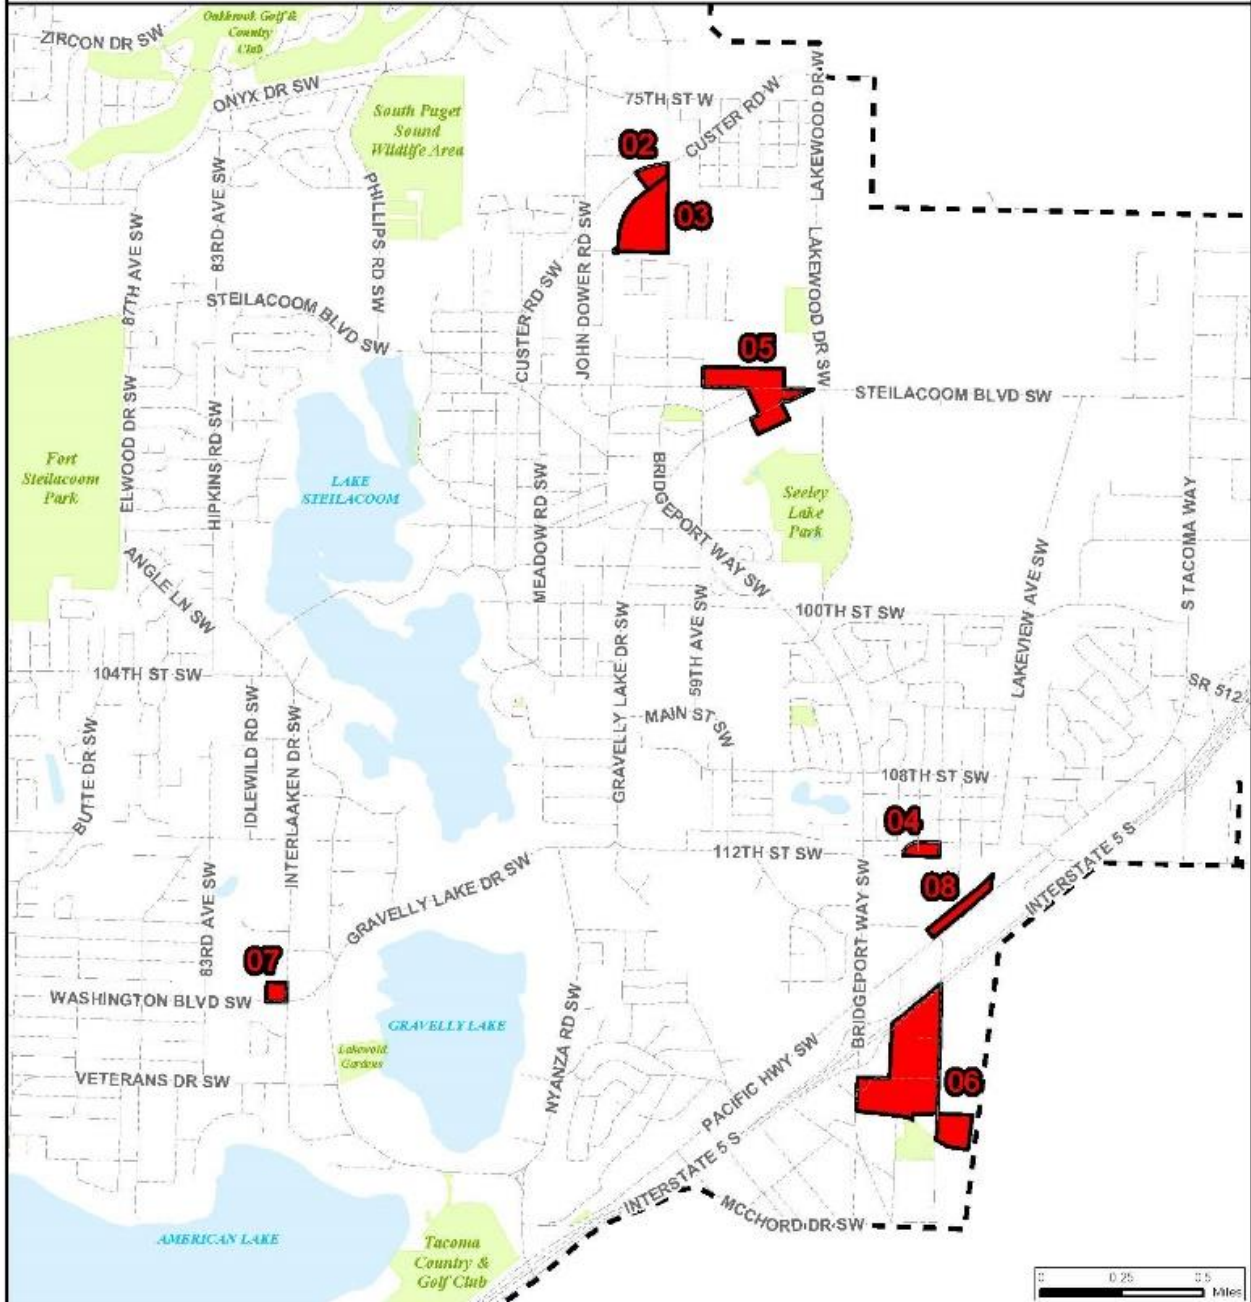 Oakbrook Golf &
Country
Club
ZIRCON DR SW
ONYX DR SW
South Puget
Sound
Wildlife Area
75TH ST W
CUSTER RD W
LAKEWOOD DR W
02
03
83RD AVE SW
PHILLIPS RD SW
87TH AVE SW
JOHN DOWER RD SW
CUSTER RD SW
LAKEWOOD DR SW
STEILACOOM BLVD SW
05
STEILACOOM BLVD SW
ELWOOD DR SW
HIPKINS RD SW
Fort
Steilacoom
Park
LAKE
STEILACOOM
MEADOW RD SW
BRIDGEPORT WAY SW
Seeley
Lake
Park
S TACOMA WAY
ANGLE LN SW
LAKEVIEW AVE SW
100TH ST SW
59TH AVE SW
GRAVELLY LAKE DR SW
104TH ST SW
SR 512
MAIN ST SW
IDLEWILD RD SW
INTERLAAKEN DR SW
BUTTE DR SW
108TH ST SW
04
112TH ST SW
INTERSTATE 5 S
08
GRAVELLY LAKE DR SW
83RD AVE SW
BRIDGEPORT WAY SW
07
WASHINGTON BLVD SW
GRAVELLY LAKE
NYANZA RD SW
Lakewold
Gardens
PACIFIC HWY SW
VETERANS DR SW
06
INTERSTATE 5 S
MCCHORD DR SW
AMERICAN LAKE
Tacoma
Country &
Golf Club
0 0.25 0.5
Miles